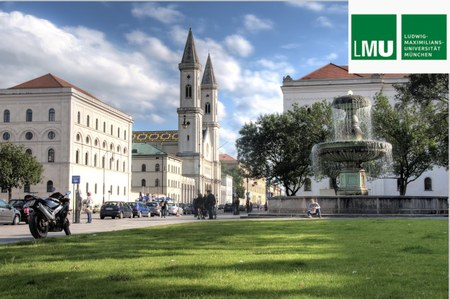 LMU
LUDWIG-
MAXIMILIANS-
UNIVERSITÄT
MÜNCHEN